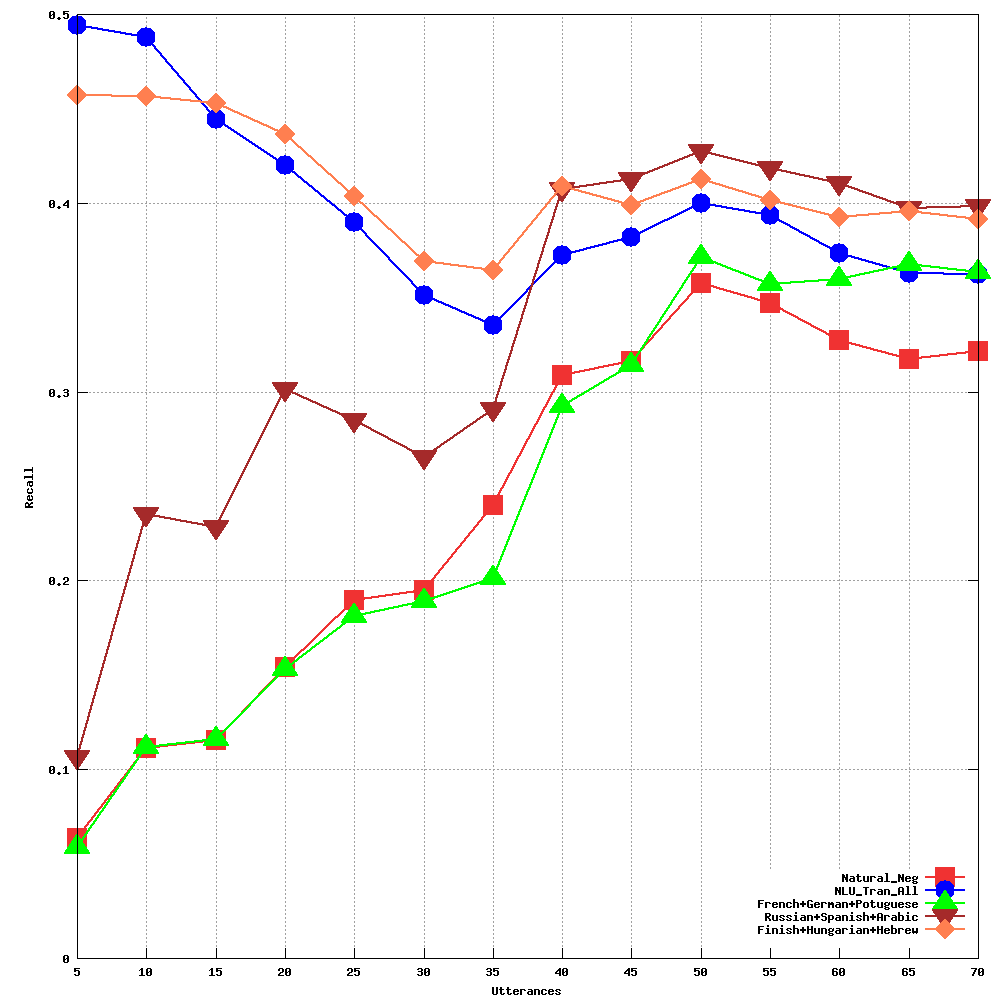 0.5
0.4
0.3
0.2
0.1
0
Recall
5 10 15 20 25 30 35 40 45 50 55 60 65 70
Utterances
Natural_Neg
NLU_Tran_All
French+German+Potuguese
Russian+Spanish+Arabic
Finish+Hungarian+Hebrew